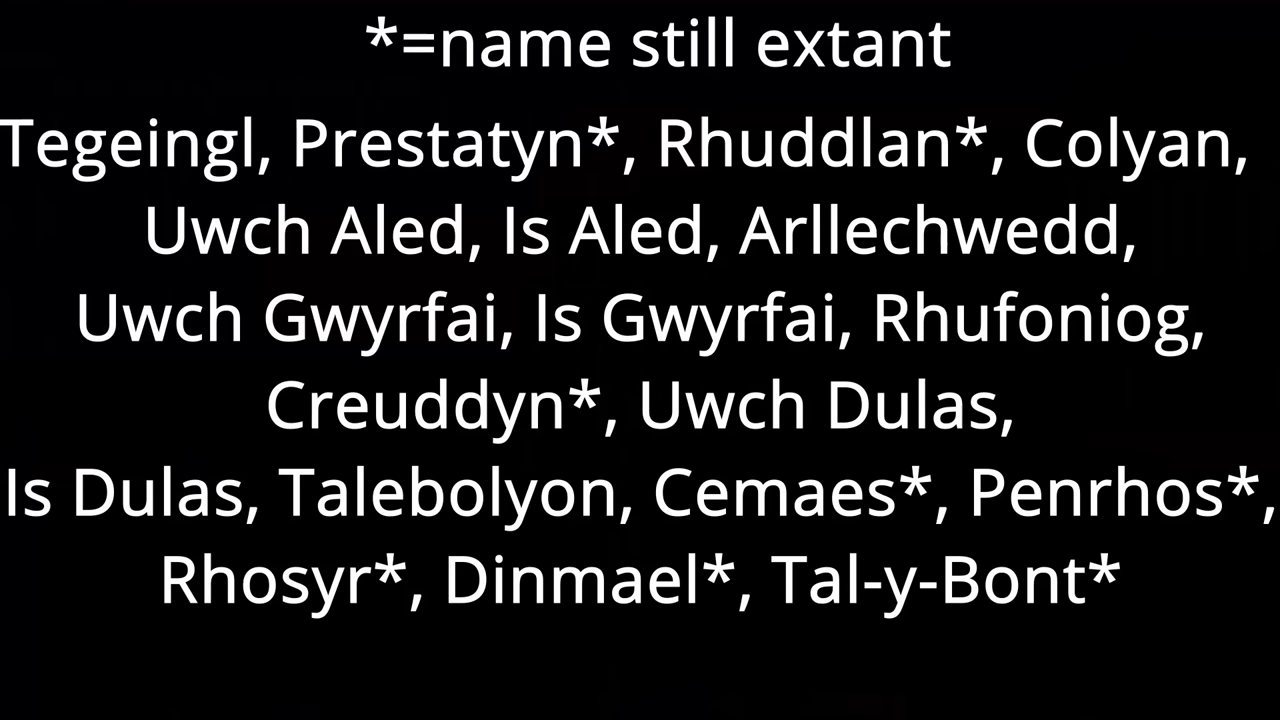 *=name still extant
Tegeingl, Prestatyn*, Rhuddlan*, Colyan,
Uwch Aled, Is Aled, Arllechwedd,
Uwch Gwyrfai, Is Gwyrfai, Rhufoniog,
Creuddyn*, Uwch Dulas,
Is Dulas, Talebolyon, Cemaes*, Penrhos*,
Rhosyr*, Dinmael*, Tal-y-Bont*